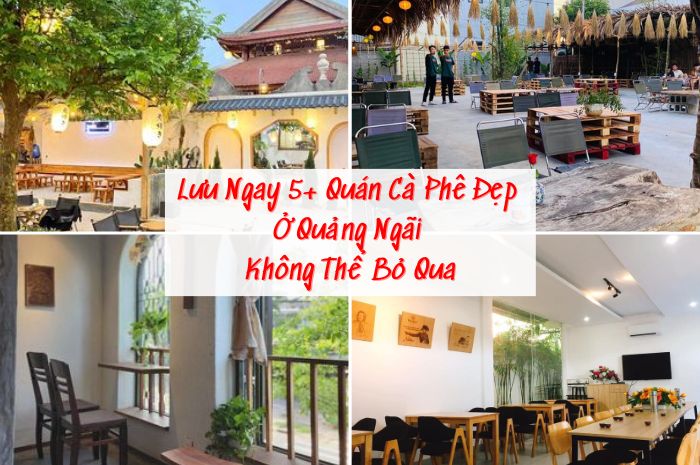 Lưu Ngay 5+ Quán Cà Phê Đẹp
Ở Quảng Ngãi
Không Thể Bỏ Qua